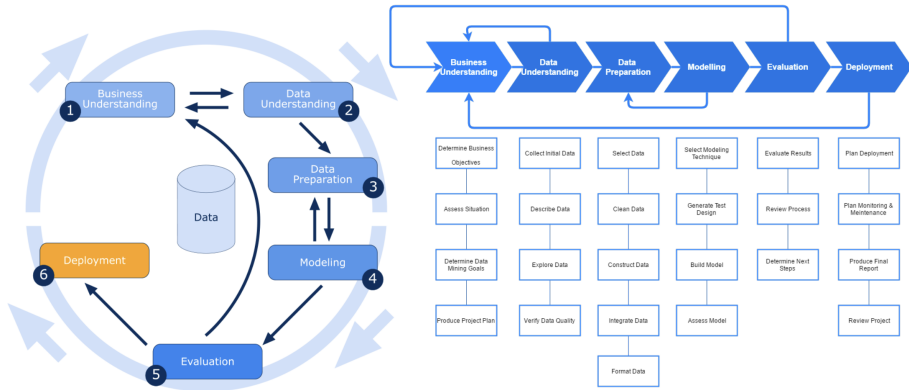 Business
Understanding
1
Data
Understanding
2
Data
Preparation
3
Data
Modeling
4
Deployment
6
Evaluation
5
Business
Understanding
Data
Understanding
Data
Preparation
Modelling
Evaluation
Deployment
Determine Business
Objectives
Assess Situation
Determine Data
Mining Goals
Produce Project Plan
Collect Initial Data
Describe Data
Explore Data
Verify Data Quality
Select Data
Clean Data
Construct Data
Integrate Data
Format Data
Select Modeling
Technique
Generate Test
Design
Build Model
Assess Model
Evaluate Results
Review Process
Determine Next
Steps
Plan Deployment
Plan Monitoring &
Maintenance
Produce Final
Report
Review Project